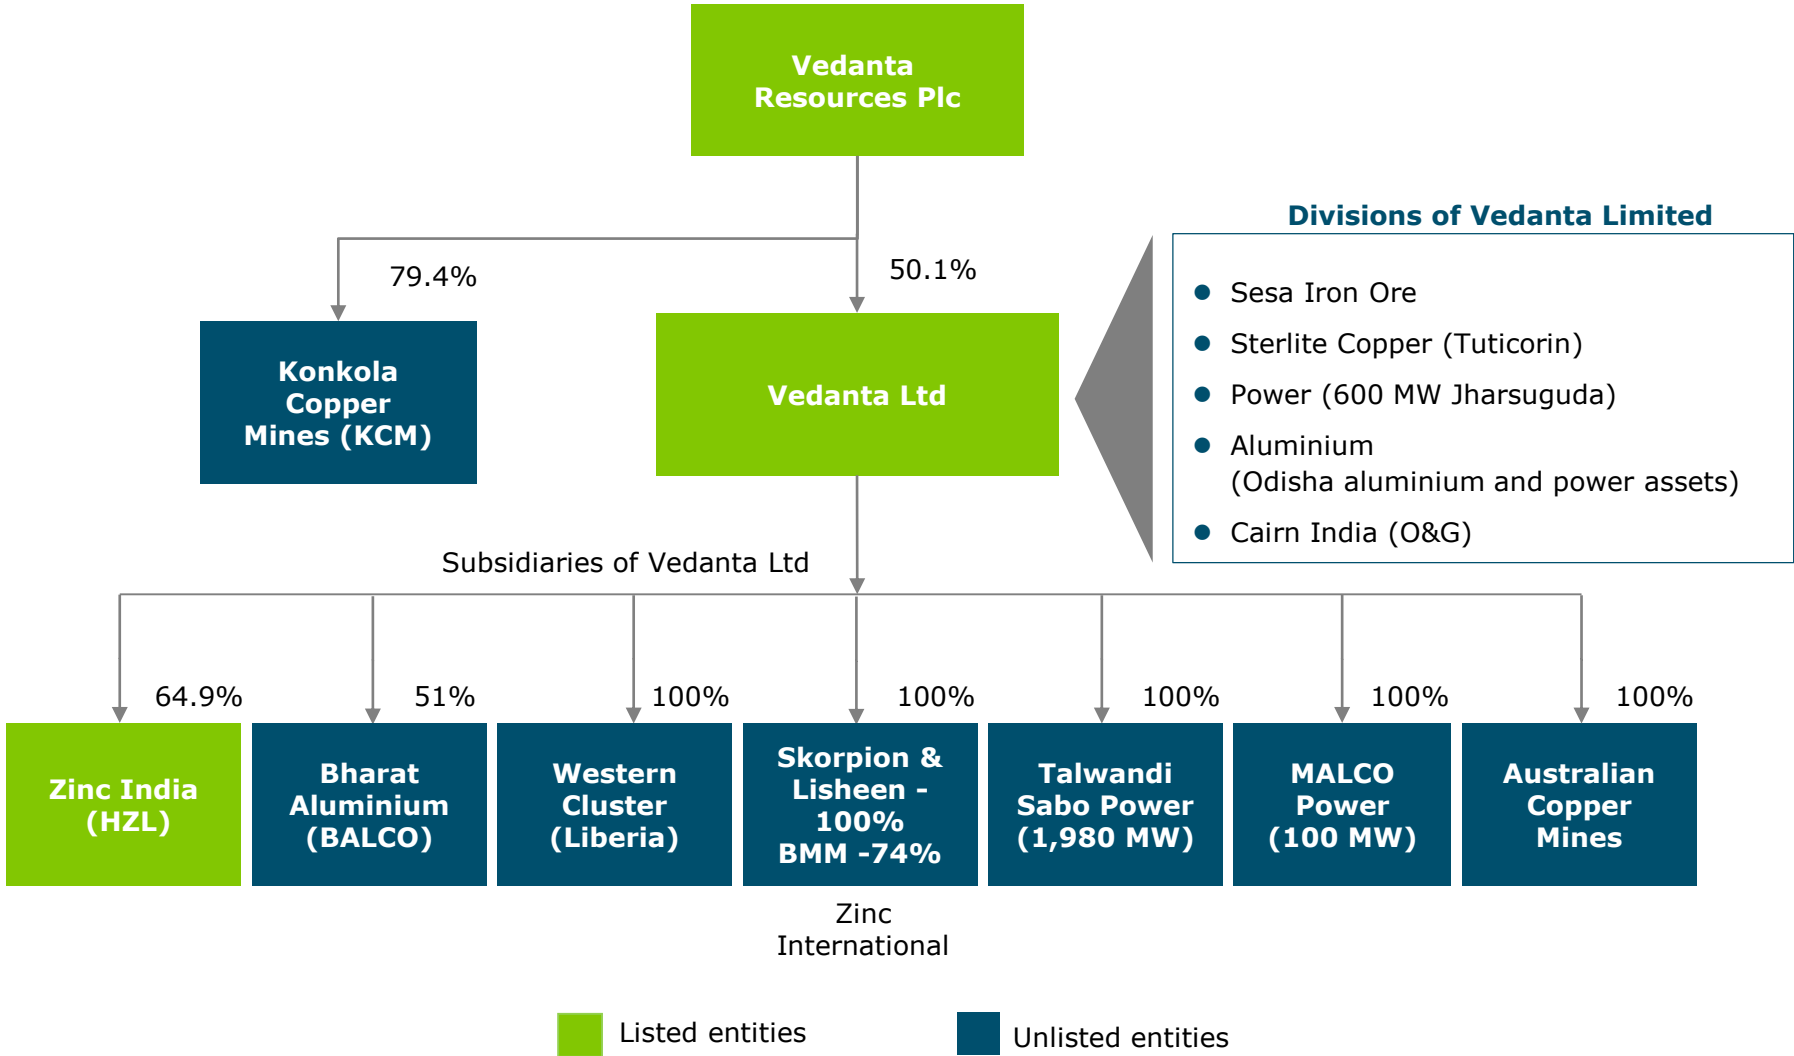 Vedanta
Resources Plc
Divisions of Vedanta Limited
79.4%
50.1%
Sesa Iron Ore
Sterlite Copper (Tuticorin)
Power (600 MW Jharsuguda)
Aluminium
(Odisha aluminium and power assets)
Cairn India (O&G)
Konkola
Copper
Mines (KCM)
Vedanta Ltd
Subsidiaries of Vedanta Ltd
64.9%
51%
100%
100%
100%
100%
100%
Zinc India
(HZL)
Bharat
Aluminium
(BALCO)
Western
Cluster
(Liberia)
Skorpion &
Lisheen -
100%
BMM -74%
Talwandi
Sabo Power
(1,980 MW)
MALCO
Power
(100 MW)
Australian
Copper
Mines
Zinc
International
Listed entities
Unlisted entities